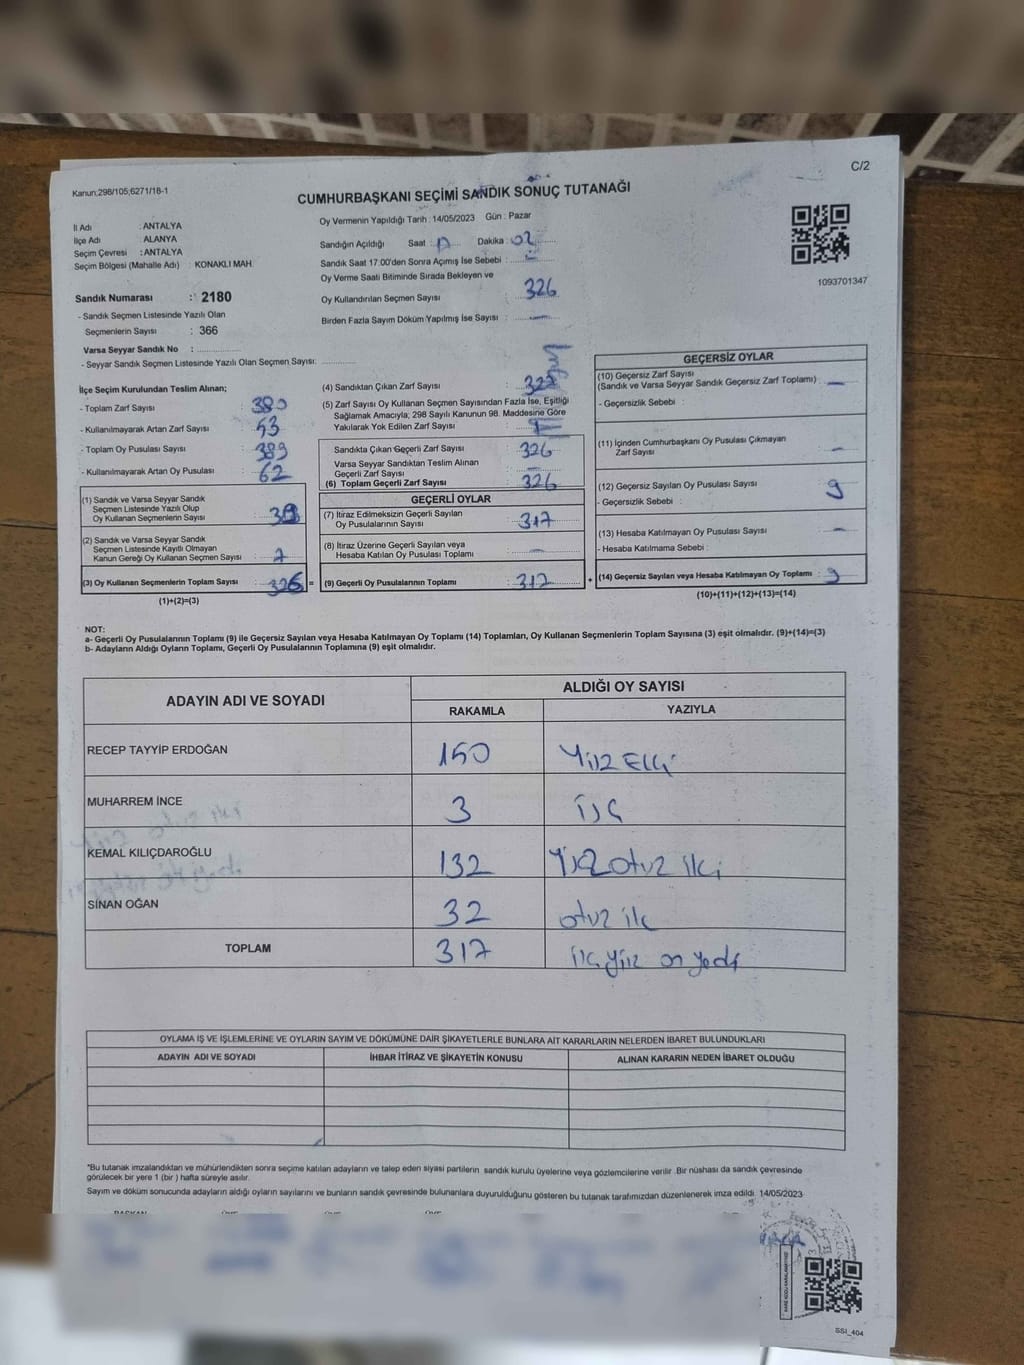 C/2
Kanun;298/105;6271/18-1
CUMHURBAŞKANI SEÇİMİ SANDIK SONUÇ TUTANAĞI
İl Adı : ANTALYA
İlçe Adı : ALANYA
Seçim Çevresi : ANTALYA
Seçim Bölgesi (Mahalle Adı) : KONAKLI MAH.
Sandık Numarası : 2180
- Sandık Seçmen Listesinde Yazılı Olan
Seçmenlerin Sayısı : 366
Varsa Seyyar Sandık No :
- Seyyar Sandık Seçmen Listesinde Yazılı Olan Seçmen Sayısı:
Oy Vermenin Yapıldığı Tarih : 14/05/2023 Gün : Pazar
Sandığın Açıldığı Saat : Dakika : 02
Sandık Saat 17.00'den Sonra Açımış İse Sebebi :
Oy Verme Saati Bitiminde Sırada Bekleyen ve
Oy Kullandırılan Seçmen Sayısı 326
Birden Fazla Sayım Döküm Yapılmış İse Sayısı : —
1093701347
İlçe Seçim Kurulundan Teslim Alınan;
- Toplam Zarf Sayısı 380
- Kullanılmayarak Artan Zarf Sayısı 53
- Toplam Oy Pusulası Sayısı 389
- Kullanılmayarak Artan Oy Pusulası 62
(1) Sandık ve Varsa Seyyar Sandık
Seçmen Listesinde Yazılı Olup
Oy Kullanan Seçmenlerin Sayısı
(2) Sandık ve Varsa Seyyar Sandık
Seçmen Listesinde Kayıtlı Olmayan
Kanun Gereği Oy Kullanan Seçmen Sayısı 7
(3) Oy Kullanan Seçmenlerin Toplam Sayısı 326 =
(1)+(2)=(3)
(4) Sandıktan Çıkan Zarf Sayısı
(5) Zarf Sayısı Oy Kullanan Seçmen Sayısından Fazla İse, Eşitliği
Sağlamak Amacıyla, 298 Sayılı Kanunun 98. Maddesine Göre
Yakılarak Yok Edilen Zarf Sayısı
Sandıkta Çıkan Geçerli Zarf Sayısı 326
Varsa Seyyar Sandıktan Teslim Alınan
Geçerli Zarf Sayısı —
(6) Toplam Geçerli Zarf Sayısı 326
GEÇERLİ OYLAR
(7) İtiraz Edilmeksizin Geçerli Sayılan
Oy Pusulalarının Sayısı 317
(8) İtiraz Üzerine Geçerli Sayılan veya
Hesaba Katılan Oy Pusulası Toplamı —
(9) Geçerli Oy Pusulalarının Toplamı 317 +
GEÇERSİZ OYLAR
(10) Geçersiz Zarf Sayısı
(Sandık ve Varsa Seyyar Sandık Geçersiz Zarf Toplamı) : —
- Geçersizlik Sebebi :
(11) İçinden Cumhurbaşkanı Oy Pusulası Çıkmayan
Zarf Sayısı —
(12) Geçersiz Sayılan Oy Pusulası Sayısı 9
- Geçersizlik Sebebi :
(13) Hesaba Katılmayan Oy Pusulası Sayısı —
- Hesaba Katılmama Sebebi :
(14) Geçersiz Sayılan veya Hesaba Katılmayan Oy Toplamı : 9
(10)+(11)+(12)+(13)=(14)
NOT:
a- Geçerli Oy Pusulalarının Toplamı (9) ile Geçersiz Sayılan veya Hesaba Katılmayan Oy Toplamı (14) Toplamları, Oy Kullanan Seçmenlerin Toplam Sayısına (3) eşit olmalıdır. (9)+(14)=(3)
b- Adayların Aldığı Oyların Toplamı, Geçerli Oy Pusulalarının Toplamına (9) eşit olmalıdır.
ADAYIN ADI VE SOYADI ALDIĞI OY SAYISI
RAKAMLA YAZIYLA
RECEP TAYYİP ERDOĞAN 150 Yüz Elli
MUHARREM İNCE 3 üç
KEMAL KILIÇDAROĞLU 132 Yüz otuz iki
SİNAN OĞAN 32 otuz iki
TOPLAM 317 üç yüz on yedi
OYLAMA İŞ VE İŞLEMLERİNE VE OYLARIN SAYIM VE DÖKÜMÜNE DAİR ŞİKAYETLERLE BUNLARA AİT KARARLARIN NELERDEN İBARET BULUNDUKLARI
ADAYIN ADI VE SOYADI İHBAR İTİRAZ VE ŞİKAYETİN KONUSU ALINAN KARARIN NEDEN İBARET OLDUĞU
*Bu tutanak imzalandıktan ve mühürlendikten sonra seçime katılan adayların ve talep eden siyasi partilerin sandık kurulu üyelerine veya gözlemcilerine verilir .Bir nüshası da sandık çevresinde
görülecek bir yere 1 (bir ) hafta süreyle asılır.
Sayım ve döküm sonucunda adayların aldığı oyların sayılarını ve bunların sandık çevresinde bulunanlara duyurulduğunu gösteren bu tutanak tarafımızdan düzenlenerek imza edildi. 14/05/2023
SSI_404